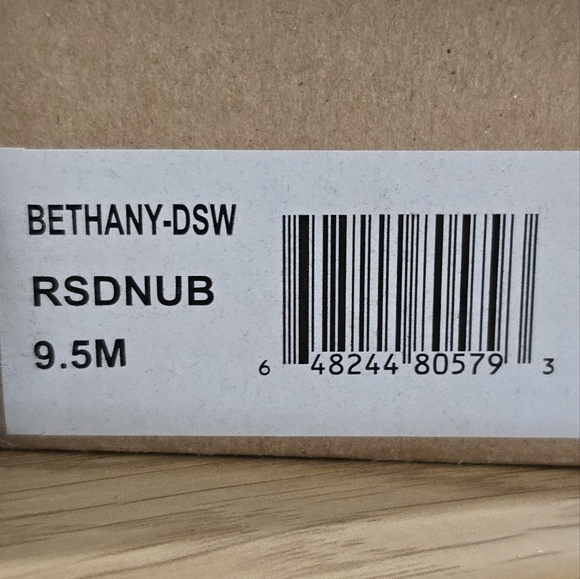 BETHANY-DSW
RSDNUB
9.5M
6 48244 80579 3